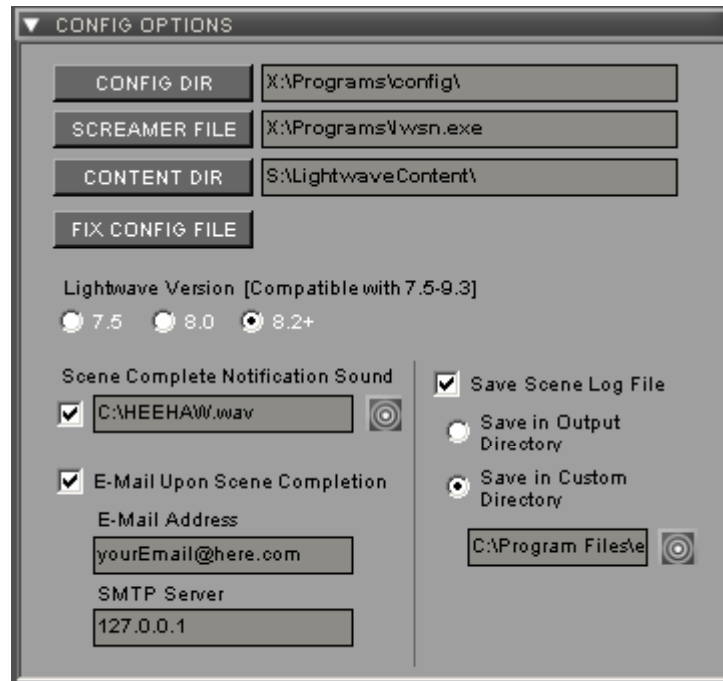 CONFIG OPTIONS
CONFIG DIR X:\Programs\config\
SCREAMER FILE X:\Programs\lwsn.exe
CONTENT DIR S:\LightwaveContent\
FIX CONFIG FILE
Lightwave Version [Compatible with 7.5-9.3]
7.5 8.0 8.2+
Scene Complete Notification Sound
C:\HEEHAW.wav
E-Mail Upon Scene Completion
E-Mail Address
yourEmail@here.com
SMTP Server
127.0.0.1
Save Scene Log File
Save in Output
Directory
Save in Custom
Directory
C:\Program Files\e